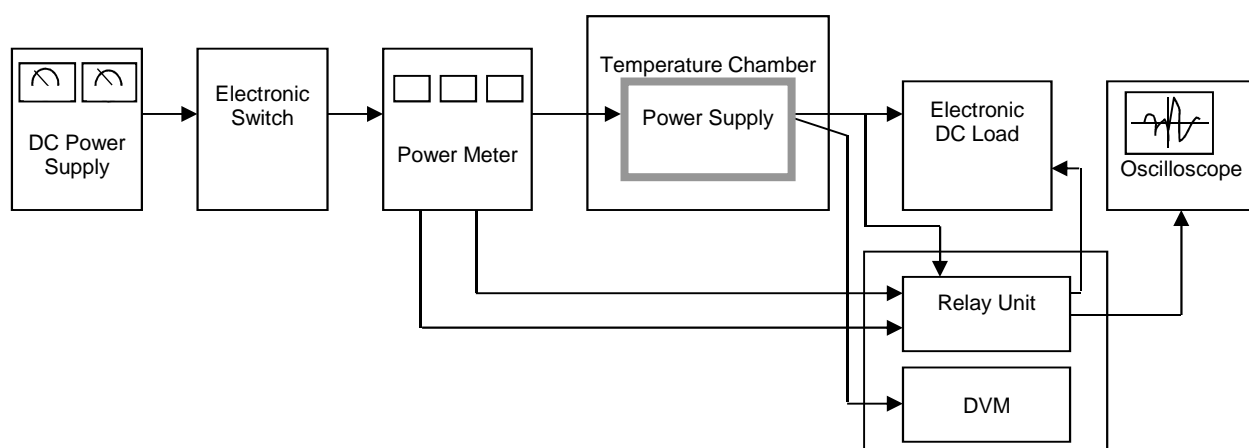 DC Power
Supply
Electronic
Switch
Power Meter
Temperature Chamber
Power Supply
Electronic
DC Load
Oscilloscope
Relay Unit
DVM